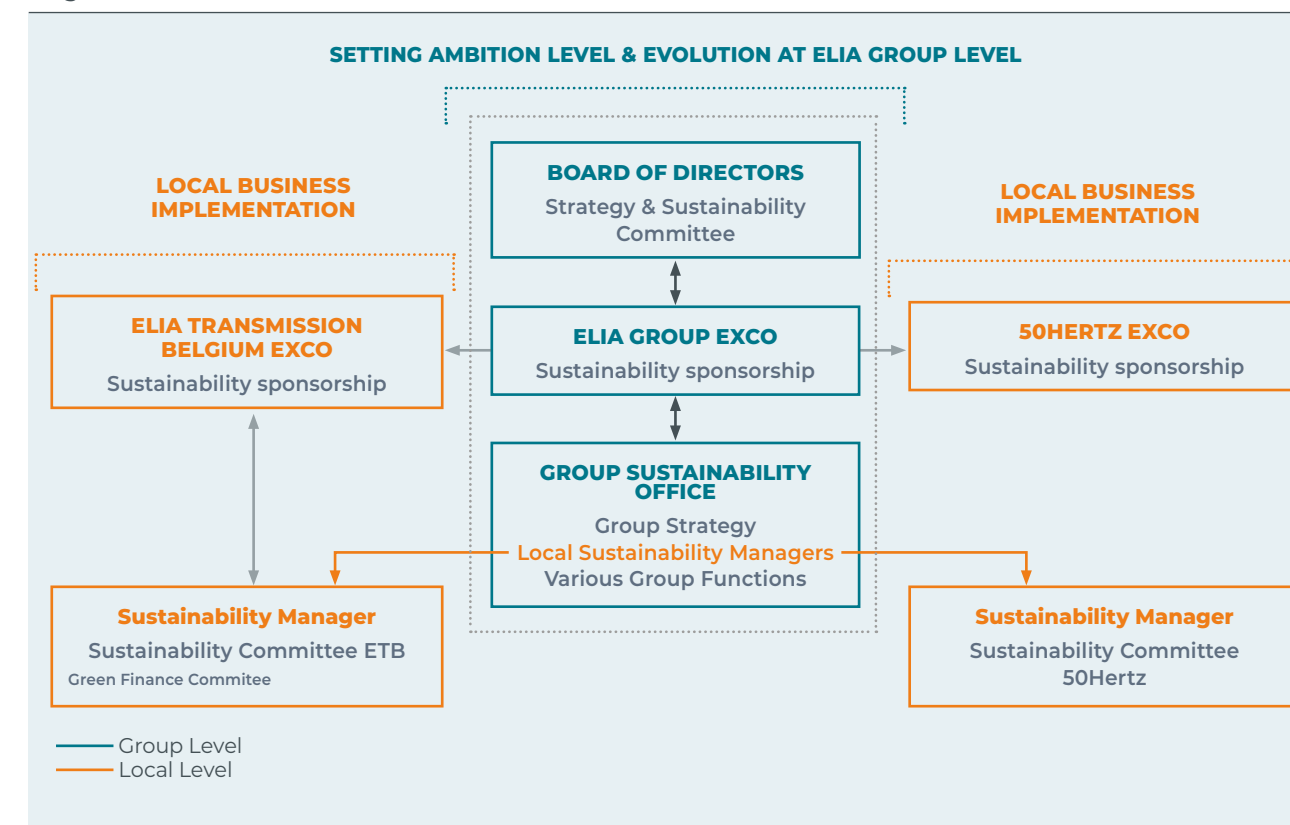 SETTING AMBITION LEVEL & EVOLUTION AT ELIA GROUP LEVEL
BOARD OF DIRECTORS
Strategy & Sustainability
Committee
LOCAL BUSINESS
IMPLEMENTATION
LOCAL BUSINESS
IMPLEMENTATION
ELIA TRANSMISSION
BELGIUM EXCO
Sustainability sponsorship
ELIA GROUP EXCO
Sustainability sponsorship
50HERTZ EXCO
Sustainability sponsorship
GROUP SUSTAINABILITY
OFFICE
Group Strategy
Local Sustainability Managers
Various Group Functions
Sustainability Manager
Sustainability Committee ETB
Green Finance Commitee
Sustainability Manager
Sustainability Committee
50Hertz
Group Level
Local Level